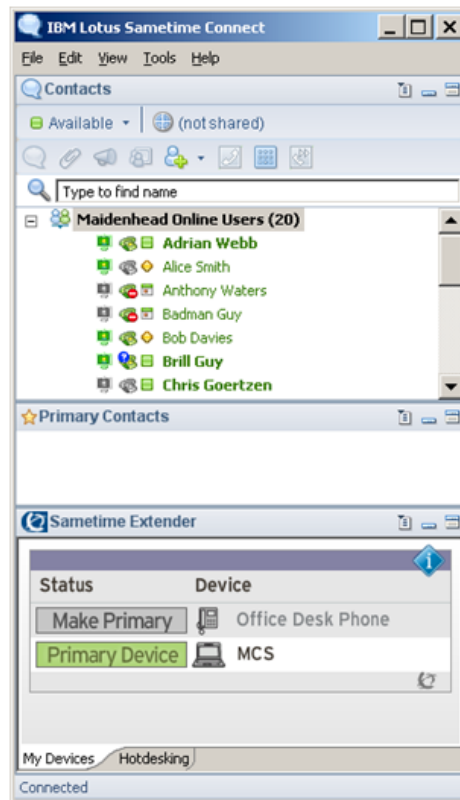 IBM Lotus Sametime Connect
File Edit View Tools Help
Contacts
Available (not shared)
Type to find name
Maidenhead Online Users (20)
Adrian Webb
Alice Smith
Anthony Waters
Badman Guy
Bob Davies
Brill Guy
Chris Goertzen
Primary Contacts
Sametime Extender
Status Device
Make Primary Office Desk Phone
Primary Device MCS
My Devices Hotdesking
Connected